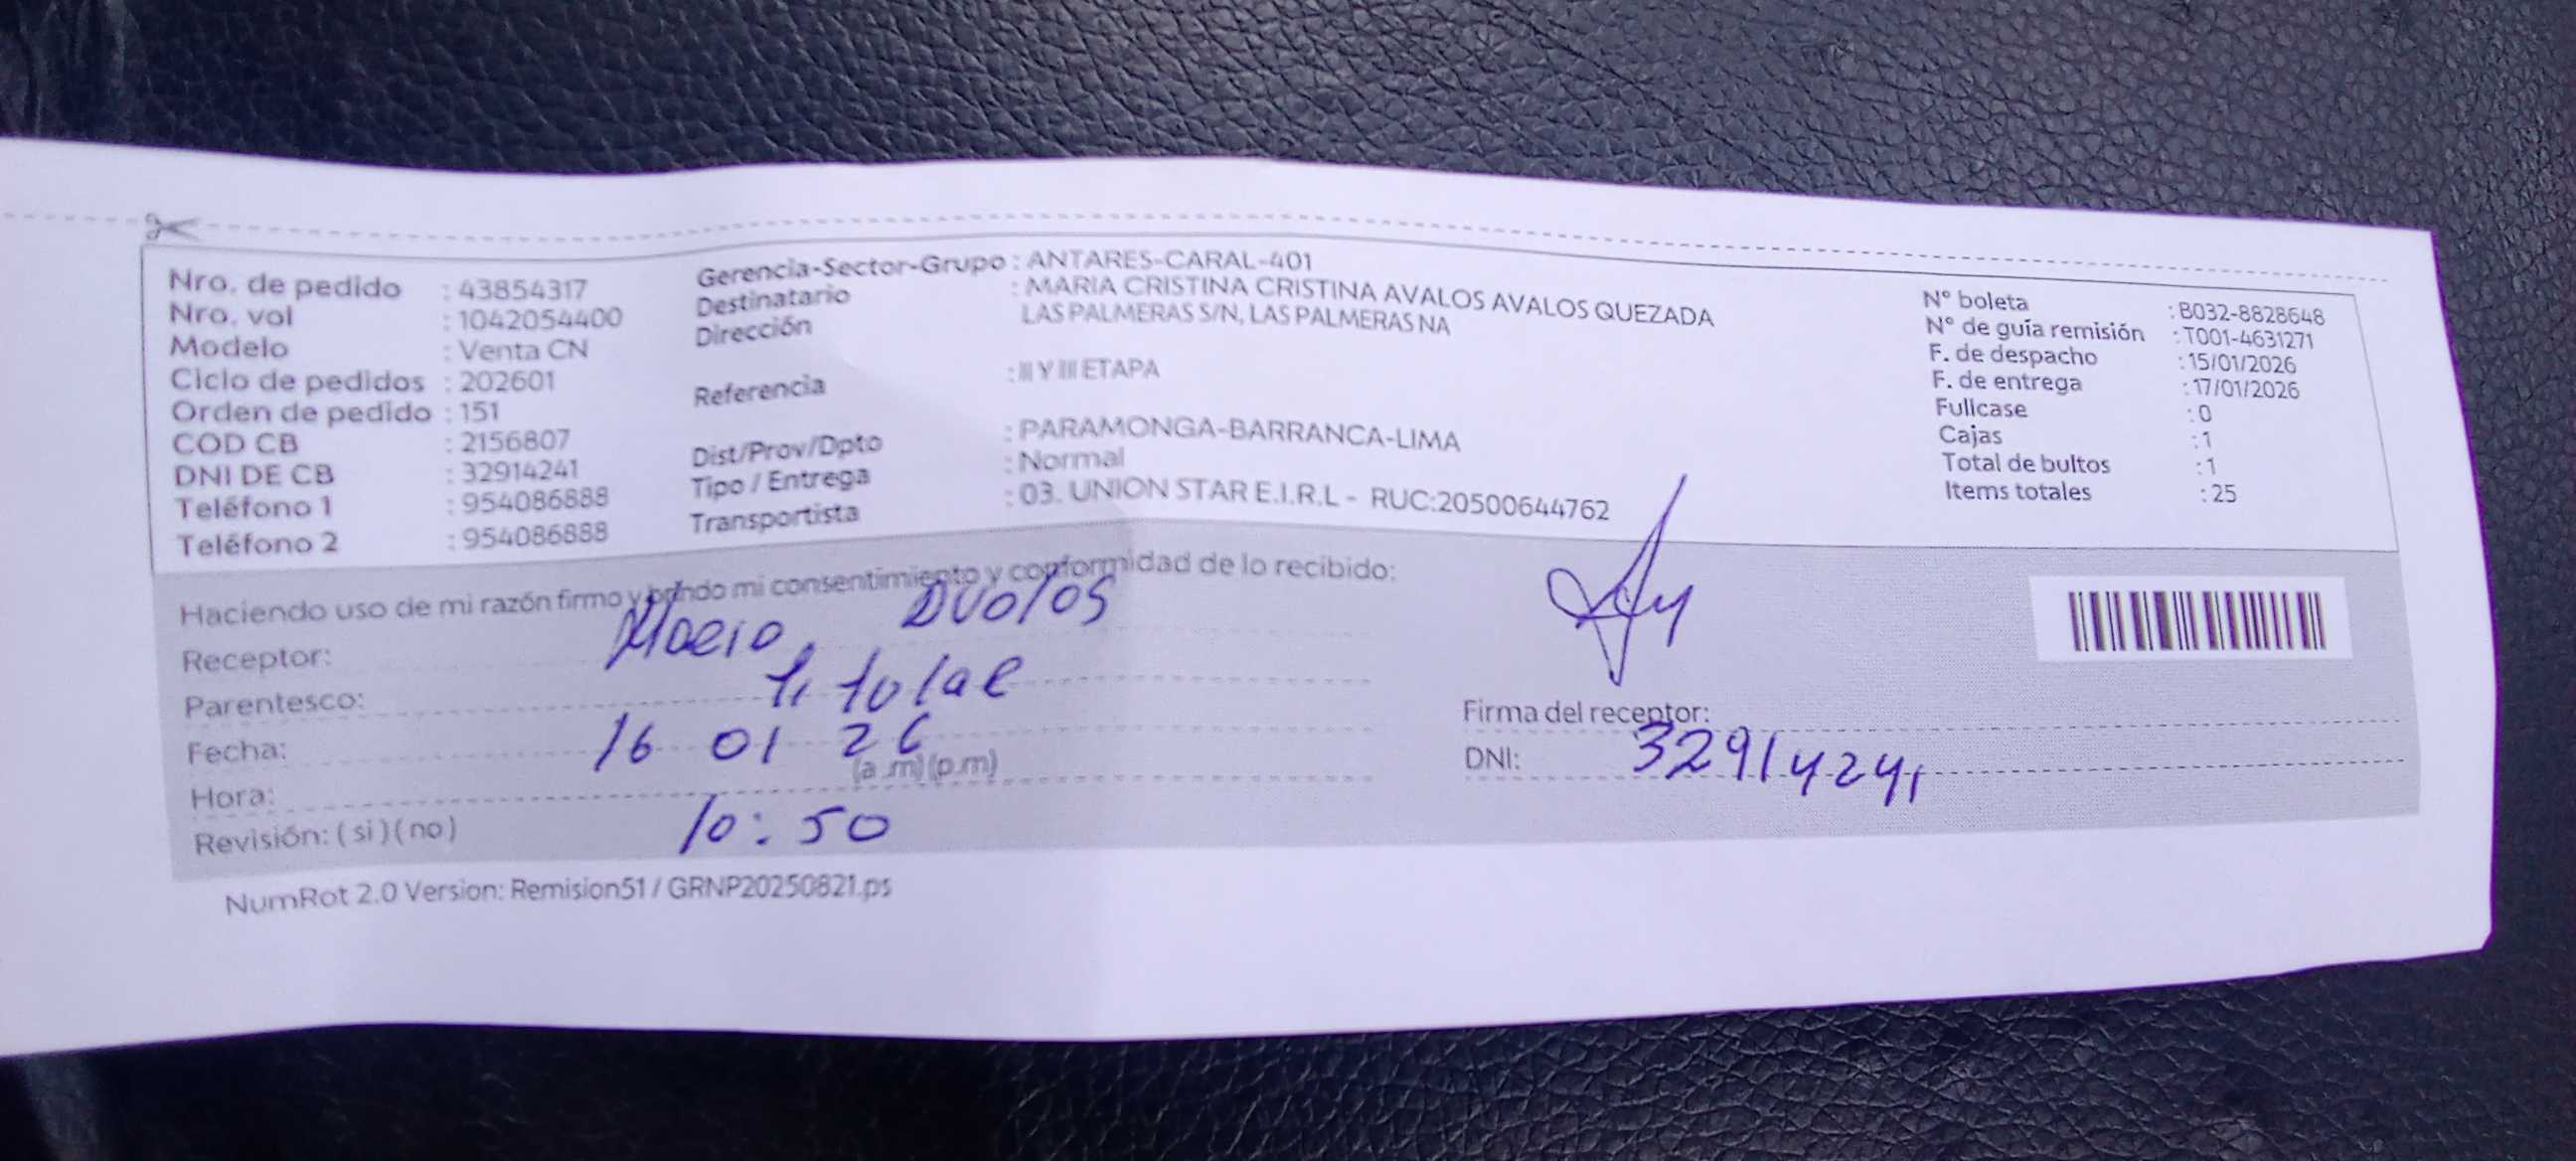 Nro. de pedido : 43854317
Nro. vol : 1042054400
Modelo : Venta CN
Ciclo de pedidos : 202601
Orden de pedido : 151
COD CB : 2156807
DNI DE CB : 32914241
Teléfono 1 : 954086888
Teléfono 2 : 954086888
Gerencia-Sector-Grupo : ANTARES-CARAL-401
Destinatario : MARIA CRISTINA CRISTINA AVALOS AVALOS QUEZADA
Dirección LAS PALMERAS S/N, LAS PALMERAS NA
Referencia : II Y III ETAPA
Dist/Prov/Dpto : PARAMONGA-BARRANCA-LIMA
Tipo / Entrega : Normal
Transportista : 03. UNION STAR E.I.R.L - RUC:20500644762
N° boleta : B032-8828648
N° de guía remisión : T001-4631271
F. de despacho : 15/01/2026
F. de entrega : 17/01/2026
Fullcase : 0
Cajas : 1
Total de bultos : 1
Items totales : 25
Haciendo uso de mi razón firmo y brindo mi consentimiento y conformidad de lo recibido:
Receptor: Maria
Parentesco: Titular
Fecha: 16 01 26
Hora: (a.m)(p.m)
10:50
Revisión: (si)(no)
Firma del receptor:
DNI: 32914241
NumRot 2.0 Version: Remision51 / GRNP20250821.ps